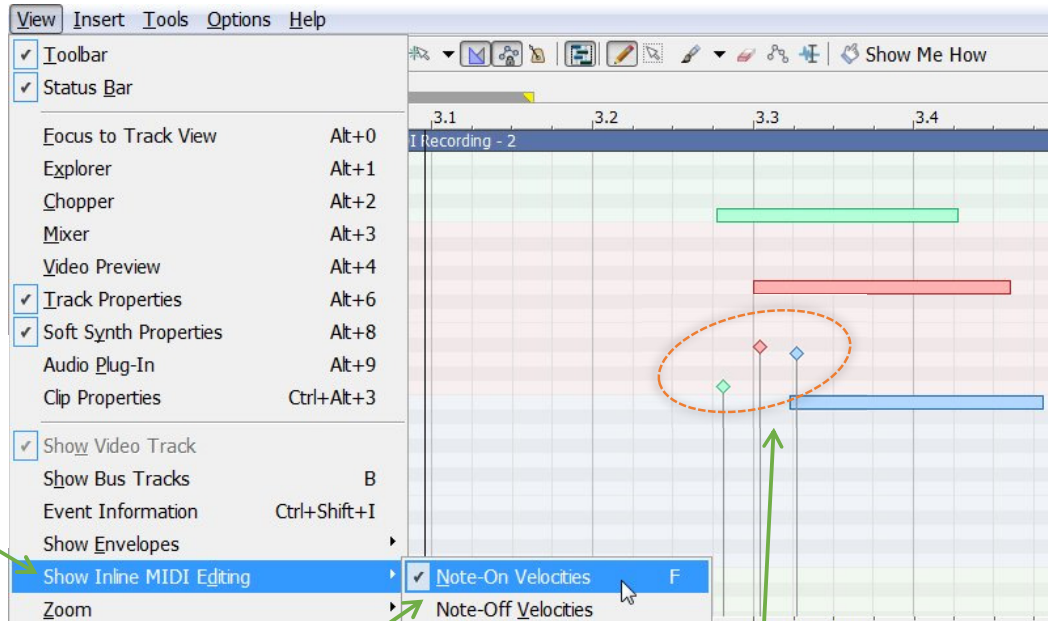 View Insert Tools Options Help
Toolbar
Show Me How
Status Bar
3.1 3.2 3.3 3.4
Focus to Track View Alt+0
I Recording - 2
Explorer Alt+1
Chopper Alt+2
Mixer Alt+3
Video Preview Alt+4
Track Properties Alt+6
Soft Synth Properties Alt+8
Audio Plug-In Alt+9
Clip Properties Ctrl+Alt+3
Show Video Track
Show Bus Tracks B
Event Information Ctrl+Shift+I
Show Envelopes
Show Inline MIDI Editing
Note-On Velocities F
Zoom
Note-Off Velocities